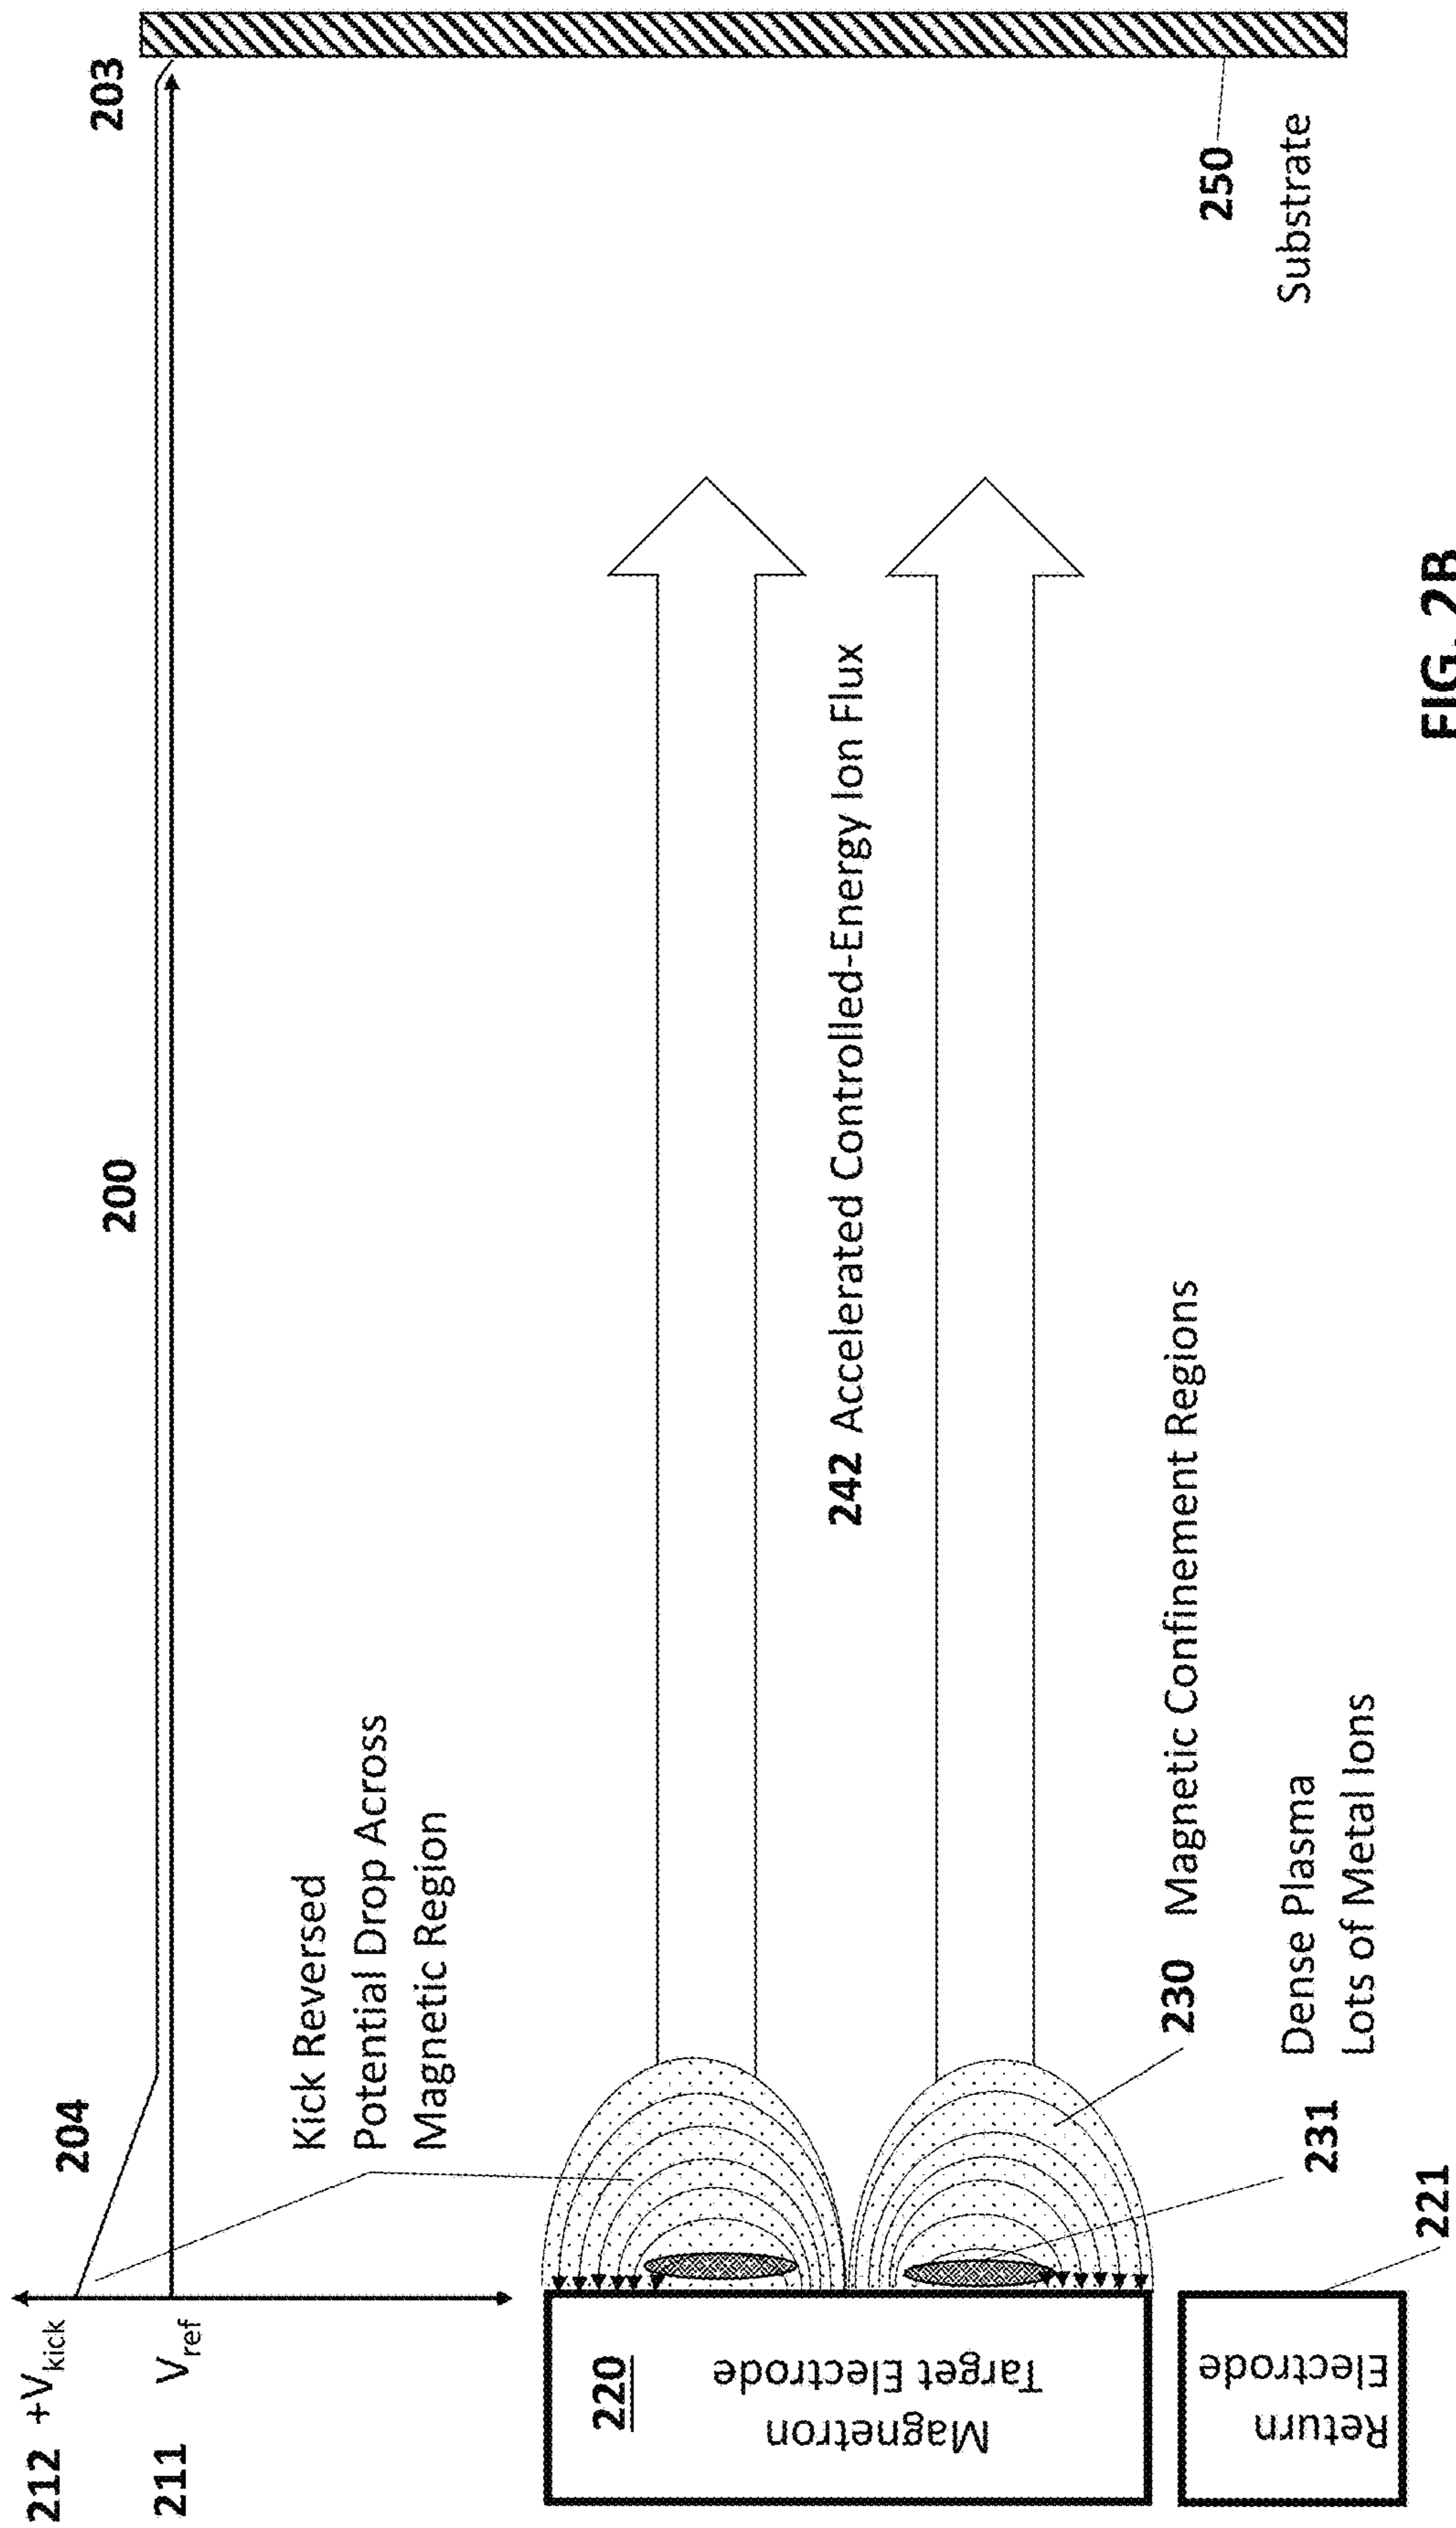 212 +Vkick
211 Vref
204
200
203
Kick Reversed
Potential Drop Across
Magnetic Region
220
Magnetron
Target Electrode
242 Accelerated Controlled-Energy Ion Flux
230 Magnetic Confinement Regions
250
Substrate
231
Dense Plasma
Lots of Metal Ions
Return
Electrode
221
FIG. 2B